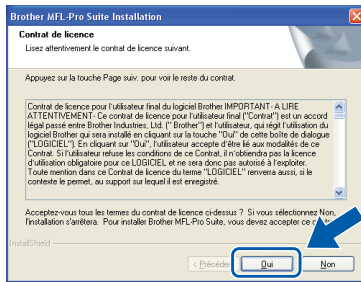 Brother MFL-Pro Suite Installation
Contrat de licence
Lisez attentivement le contrat de licence suivant.
Appuyez sur la touche Page suiv. pour voir le reste du contrat.
Contrat de licence pour l'utilisateur final du logiciel Brother IMPORTANT- A LIRE
ATTENTIVEMENT- Ce contrat de licence pour l'utilisateur final ("Contrat") est un accord
légal passé entre Brother Industries, Ltd. (" Brother") et l'utilisateur, qui régit l'utilisation du
logiciel Brother qui sera installé en cliquant sur la touche "Oui" de cette boîte de dialogue
("LOGICIEL"). En cliquant sur "Oui", l'utilisateur accepte d'être lié aux modalités de ce
Contrat. Si l'utilisateur refuse les conditions de ce Contrat, il n'obtiendra pas la licence
d'utilisation obligatoire pour ce LOGICIEL et ne sera donc pas autorisé à l'exploiter.
Toute mention dans ce Contrat de licence du terme "LOGICIEL" renverra aussi, si le
contexte le permet, au support sur lequel il est enregistré.
Acceptez-vous tous les termes du contrat de licence ci-dessus ? Si vous sélectionnez Non,
l'installation s'arrêtera. Pour installer Brother MFL-Pro Suite, vous devez accepter ce
InstallShield
< Précéde
Oui
Non